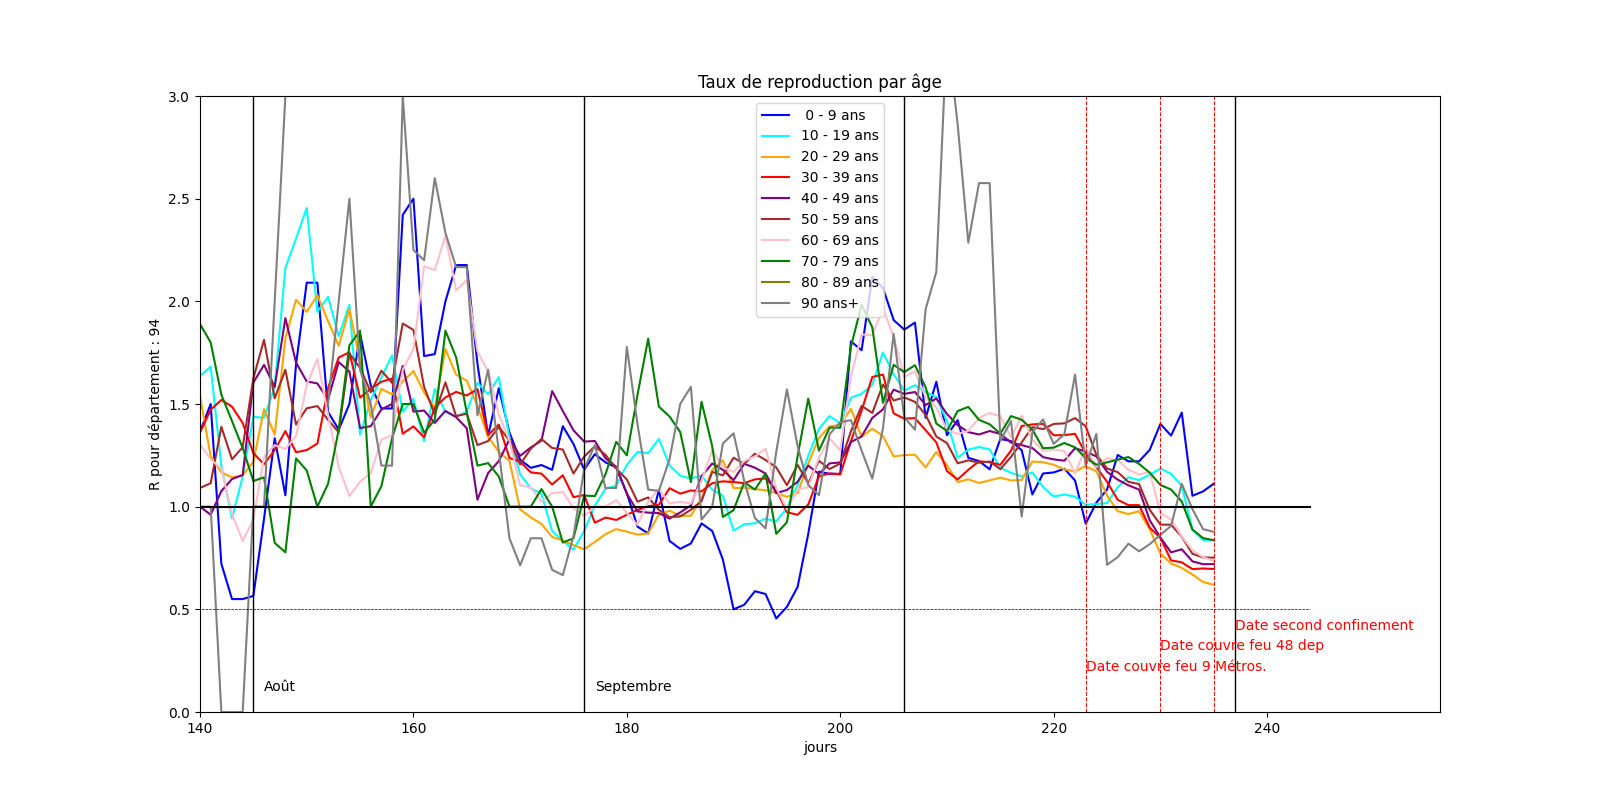 Taux de reproduction par âge
R pour département : 94
3.0
2.5
2.0
1.5
1.0
0.5
0.0
0 - 9 ans
10 - 19 ans
20 - 29 ans
30 - 39 ans
40 - 49 ans
50 - 59 ans
60 - 69 ans
70 - 79 ans
80 - 89 ans
90 ans+
Date second confinement
Date couvre feu 48 dep
Date couvre feu 9 Métros.
Août
Septembre
140
160
180
200
220
240
jours